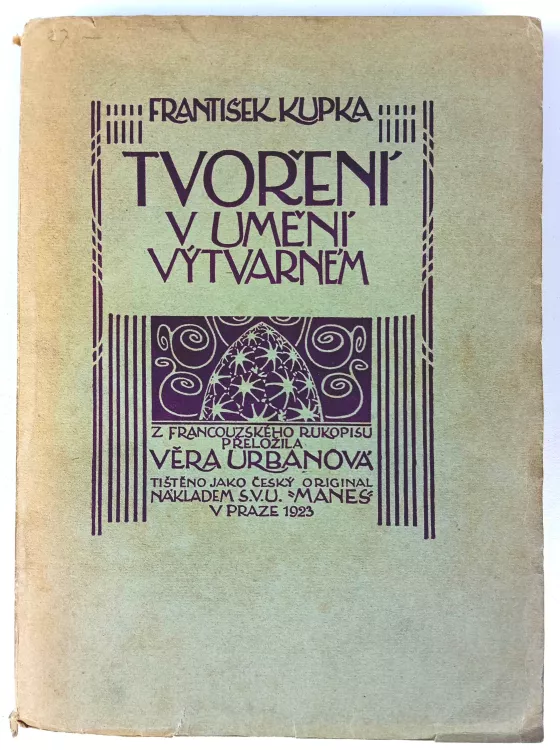 FRANTIŠEK KUPKA
TVOŘENÍ
V UMĚNÍ
VÝTVARNÉM
Z FRANCOUZSKÉHO RUKOPISU
PŘELOŽILA
VĚRA URBANOVÁ
TIŠTĚNO JAKO ČESKÝ ORIGINAL
NÁKLADEM S.V.U. "MANES"
V PRAZE 1923